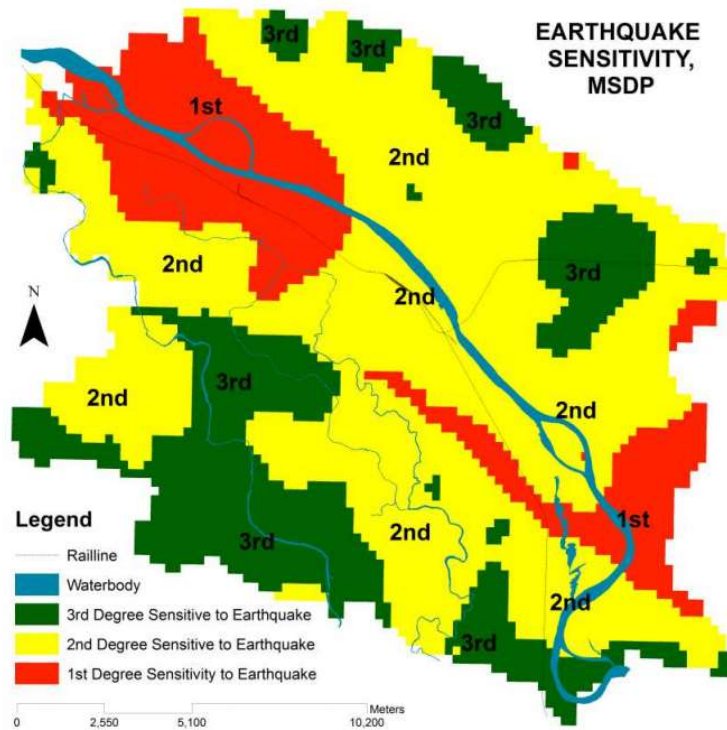 EARTHQUAKE
SENSITIVITY,
MSDP
3rd
3rd
1st
3rd
2nd
2nd
3rd
2nd
3rd
2nd
2nd
1st
2nd
3rd
2nd
3rd
N
Legend
Railline
Waterbody
3rd Degree Sensitive to Earthquake
2nd Degree Sensitive to Earthquake
1st Degree Sensitivity to Earthquake
Meters
0 2,550 5,100 10,200